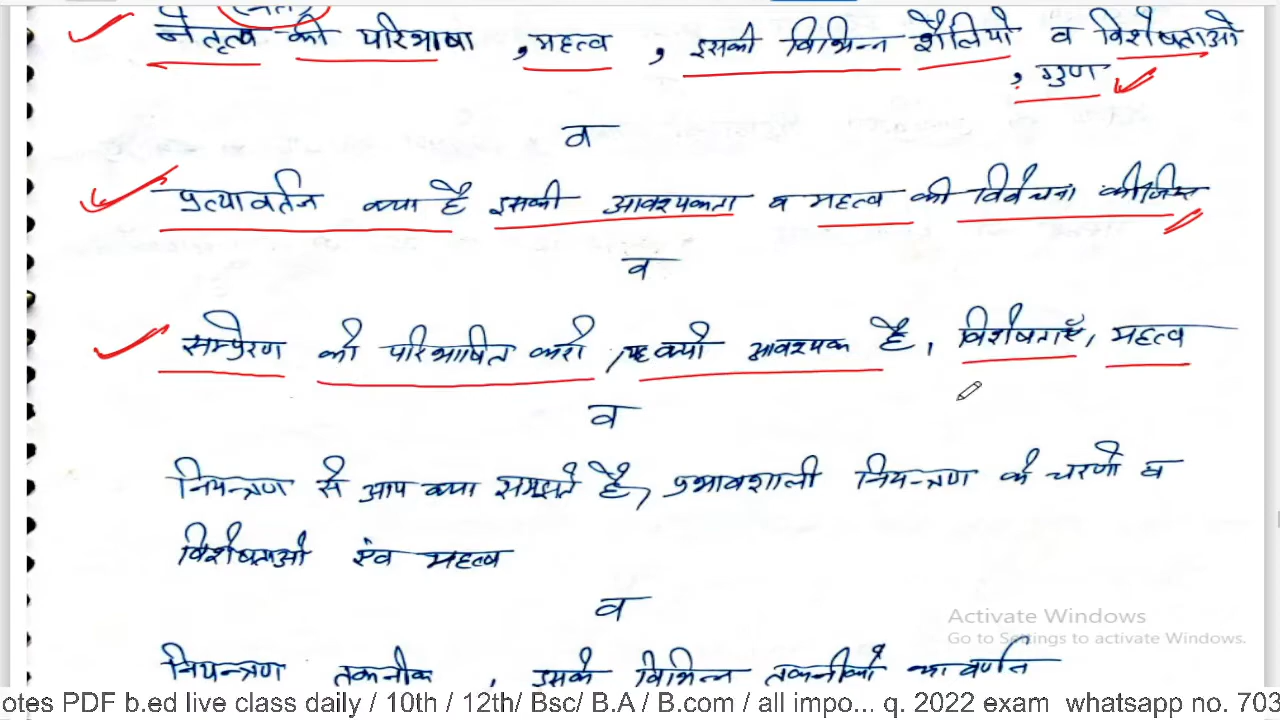 नेतृत्व की परिभाषा , महत्व , इसकी विभिन्न शैलियो व विशेषताओ
, गुण
व
प्रत्यावर्तन क्या है इसकी आवश्यकता व महत्व की विवेचना कीजिए
व
सम्प्रेरण को परिभाषित करो , यह क्यो आवश्यक है , विशेषताएँ , महत्व
व
नियन्त्रण से आप क्या समझते है , प्रभावशाली नियन्त्रण के चरणो व
विशेषताओ एंव महत्व
व
नियन्त्रण तकनीक , इसके विभिन्न तकनीको का वर्णन
Activate Windows
Go to Settings to activate Windows.
otes PDF b.ed live class daily / 10th / 12th/ Bsc/ B.A / B.com / all impo... q. 2022 exam whatsapp no. 703